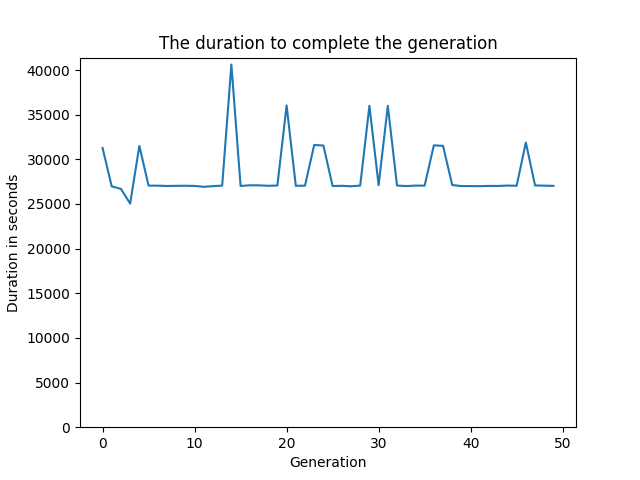 The duration to complete the generation
40000
35000
30000
25000
20000
15000
10000
5000
0
Duration in seconds
0 10 20 30 40 50
Generation